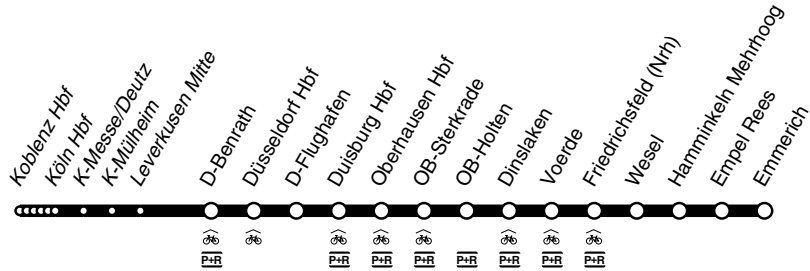 Koblenz Hbf
Köln Hbf
K-Messe/Deutz
K-Mülheim
Leverkusen Mitte
D-Benrath
Düsseldorf Hbf
D-Flughafen
Duisburg Hbf
Oberhausen Hbf
OB-Sterkrade
OB-Holten
Dinslaken
Voerde
Friedrichsfeld (Nrh)
Wesel
Hamminkeln Mehrhoog
Empel Rees
Emmerich
P+R
P+R
P+R
P+R
P+R
P+R
P+R
P+R